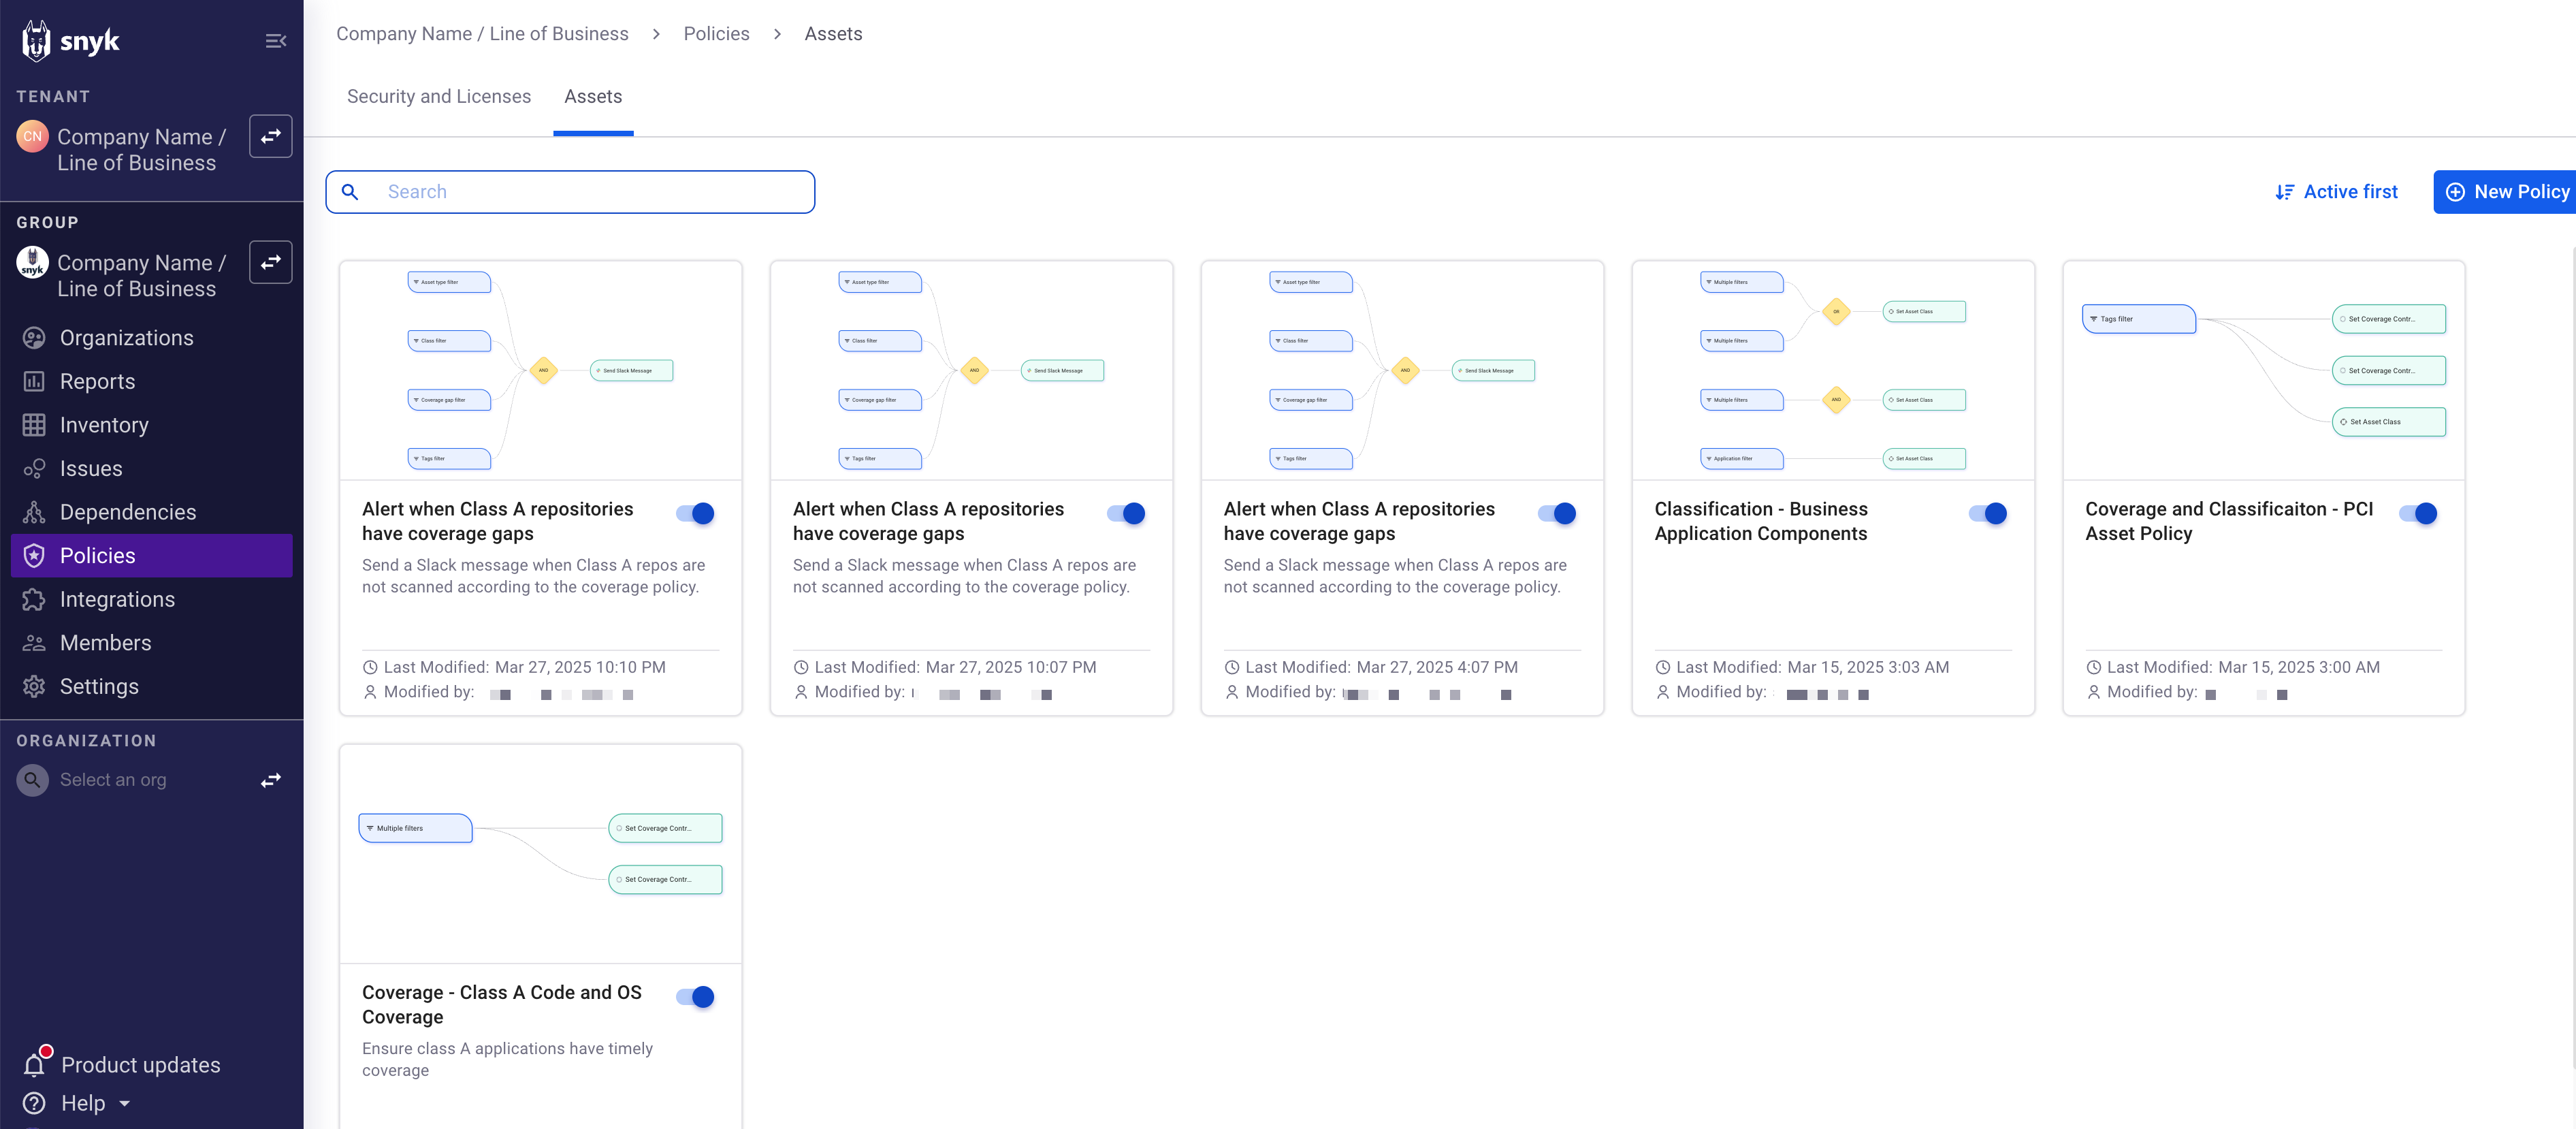 snyk
TENANT
CN
Company Name /
Line of Business
GROUP
snyk
Company Name /
Line of Business
Organizations
Reports
Inventory
Issues
Dependencies
Policies
Integrations
Members
Settings
ORGANIZATION
Select an org
Product updates
Help
Company Name / Line of Business > Policies > Assets
Security and Licenses
Assets
Search
Active first
New Policy
Asset type filter
Class filter
Coverage gap filter
Tags filter
AND
Send Slack Message
Alert when Class A repositories
have coverage gaps
Send a Slack message when Class A repos are
not scanned according to the coverage policy.
Last Modified: Mar 27, 2025 10:10 PM
Modified by:
Asset type filter
Class filter
Coverage gap filter
Tags filter
AND
Send Slack Message
Alert when Class A repositories
have coverage gaps
Send a Slack message when Class A repos are
not scanned according to the coverage policy.
Last Modified: Mar 27, 2025 10:07 PM
Modified by:
Asset type filter
Class filter
Coverage gap filter
Tags filter
AND
Send Slack Message
Alert when Class A repositories
have coverage gaps
Send a Slack message when Class A repos are
not scanned according to the coverage policy.
Last Modified: Mar 27, 2025 4:07 PM
Modified by:
Multiple filters
OR
Set Asset Class
Multiple filters
Multiple filters
AND
Set Asset Class
Application filter
Set Asset Class
Classification - Business
Application Components
Last Modified: Mar 15, 2025 3:03 AM
Modified by:
Tags filter
Set Coverage Contr...
Set Coverage Contr...
Set Asset Class
Coverage and Classificaiton - PCI
Asset Policy
Last Modified: Mar 15, 2025 3:00 AM
Modified by:
Multiple filters
Set Coverage Contr...
Set Coverage Contr...
Coverage - Class A Code and OS
Coverage
Ensure class A applications have timely
coverage